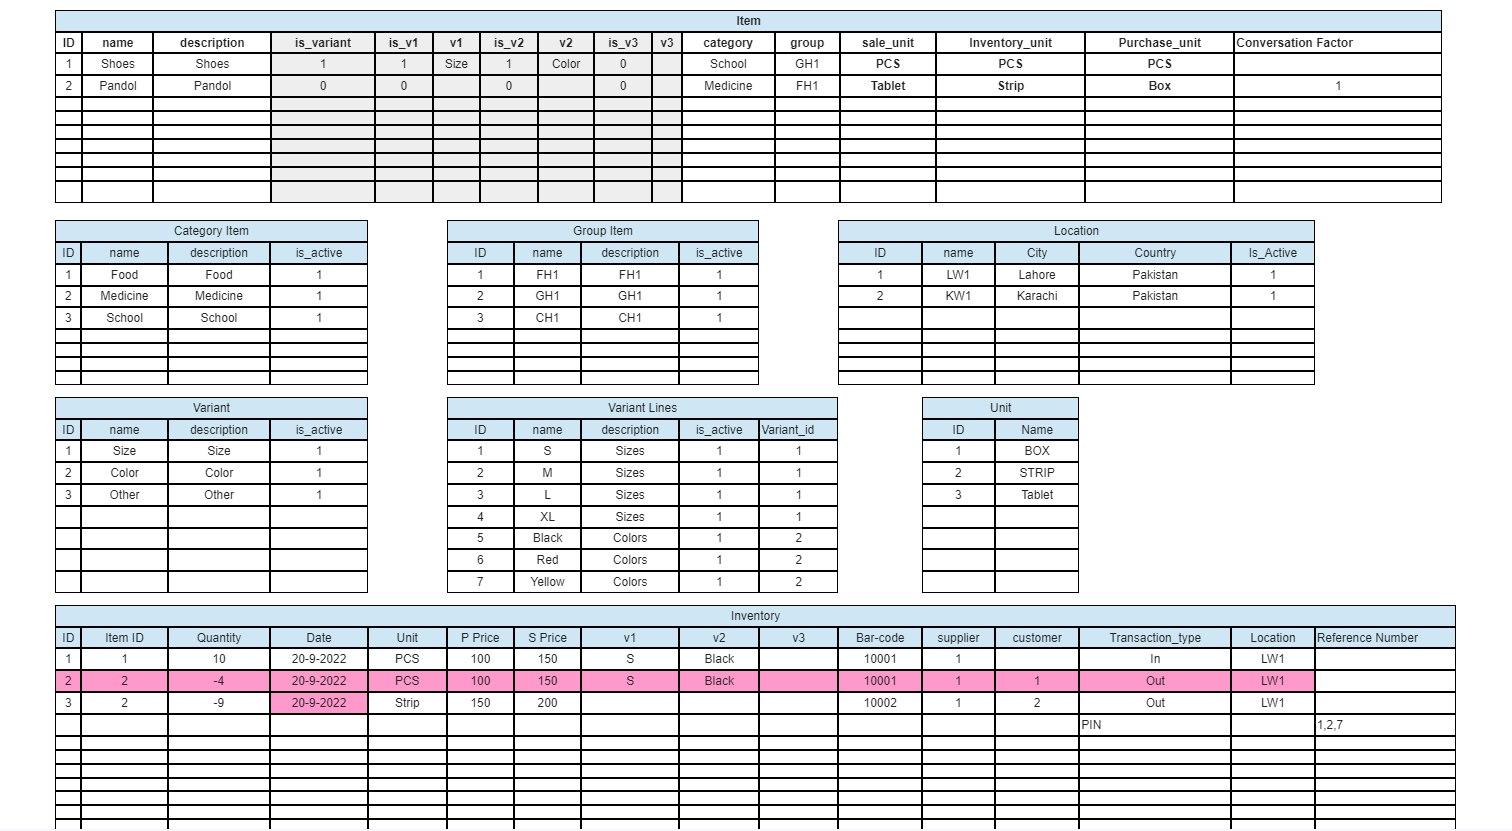 Item
ID name description is_variant is_v1 v1 is_v2 v2 is_v3 v3 category group sale_unit Inventory_unit Purchase_unit Conversation Factor
1 Shoes Shoes 1 1 Size 1 Color 0 School GH1 PCS PCS PCS
2 Pandol Pandol 0 0 0 0 Medicine FH1 Tablet Strip Box 1
Category Item Group Item Location
ID name description is_active ID name description is_active ID name City Country Is_Active
1 Food Food 1 1 FH1 FH1 1 1 LW1 Lahore Pakistan 1
2 Medicine Medicine 1 2 GH1 GH1 1 2 KW1 Karachi Pakistan 1
3 School School 1 3 CH1 CH1 1
Variant Variant Lines Unit
ID name description is_active ID name description is_active Variant_id ID Name
1 Size Size 1 1 S Sizes 1 1 1 BOX
2 Color Color 1 2 M Sizes 1 1 2 STRIP
3 Other Other 1 3 L Sizes 1 1 3 Tablet
4 XL Sizes 1 1
5 Black Colors 1 2
6 Red Colors 1 2
7 Yellow Colors 1 2
Inventory
ID Item ID Quantity Date Unit P Price S Price v1 v2 v3 Bar-code supplier customer Transaction_type Location Reference Number
1 1 10 20-9-2022 PCS 100 150 S Black 10001 1 In LW1
2 2 -4 20-9-2022 PCS 100 150 S Black 10001 1 1 Out LW1
3 2 -9 20-9-2022 Strip 150 200 10002 1 2 Out LW1
PIN 1,2,7